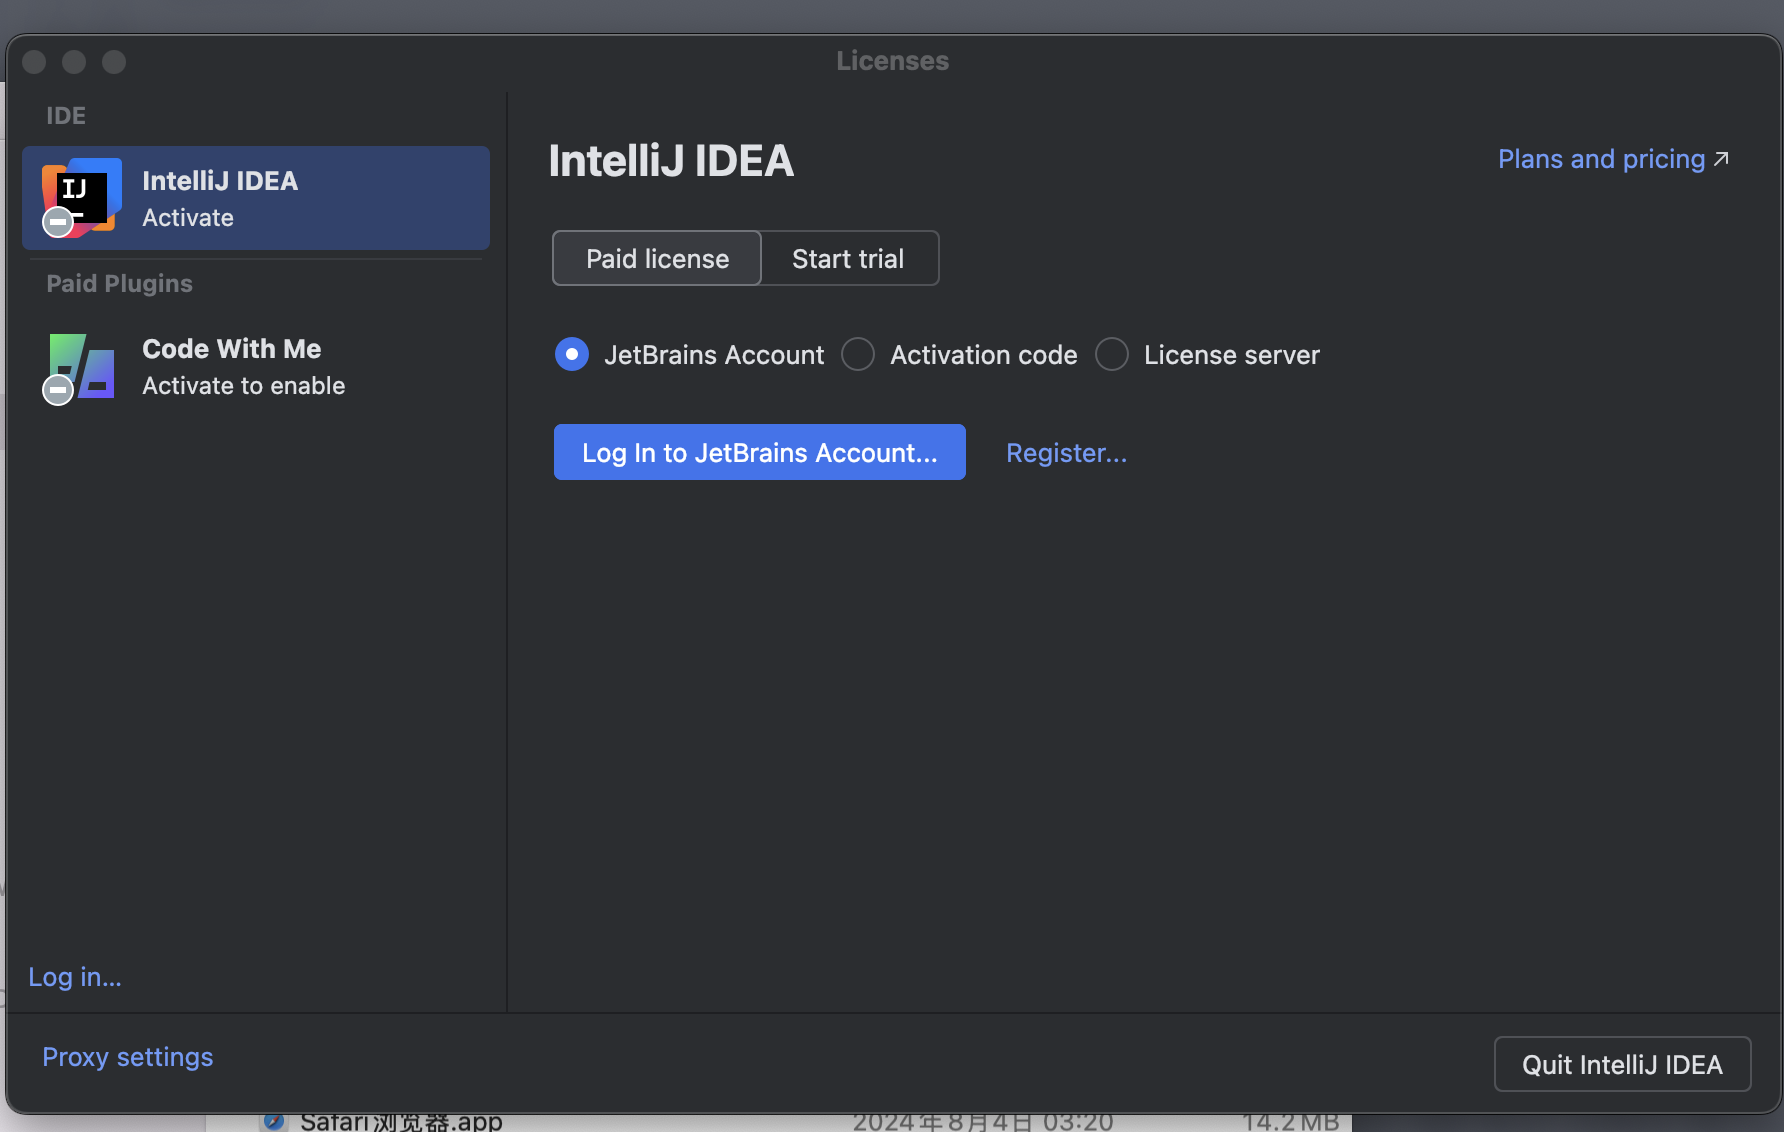 Licenses
IDE
IntelliJ IDEA
Activate
Paid Plugins
Code With Me
Activate to enable
Log in...
IntelliJ IDEA
Plans and pricing
Paid license
Start trial
JetBrains Account
Activation code
License server
Log In to JetBrains Account...
Register...
Proxy settings
Quit IntelliJ IDEA
Safari浏览器.app
2024年8月4日 03:20
14.2 MB
IJ